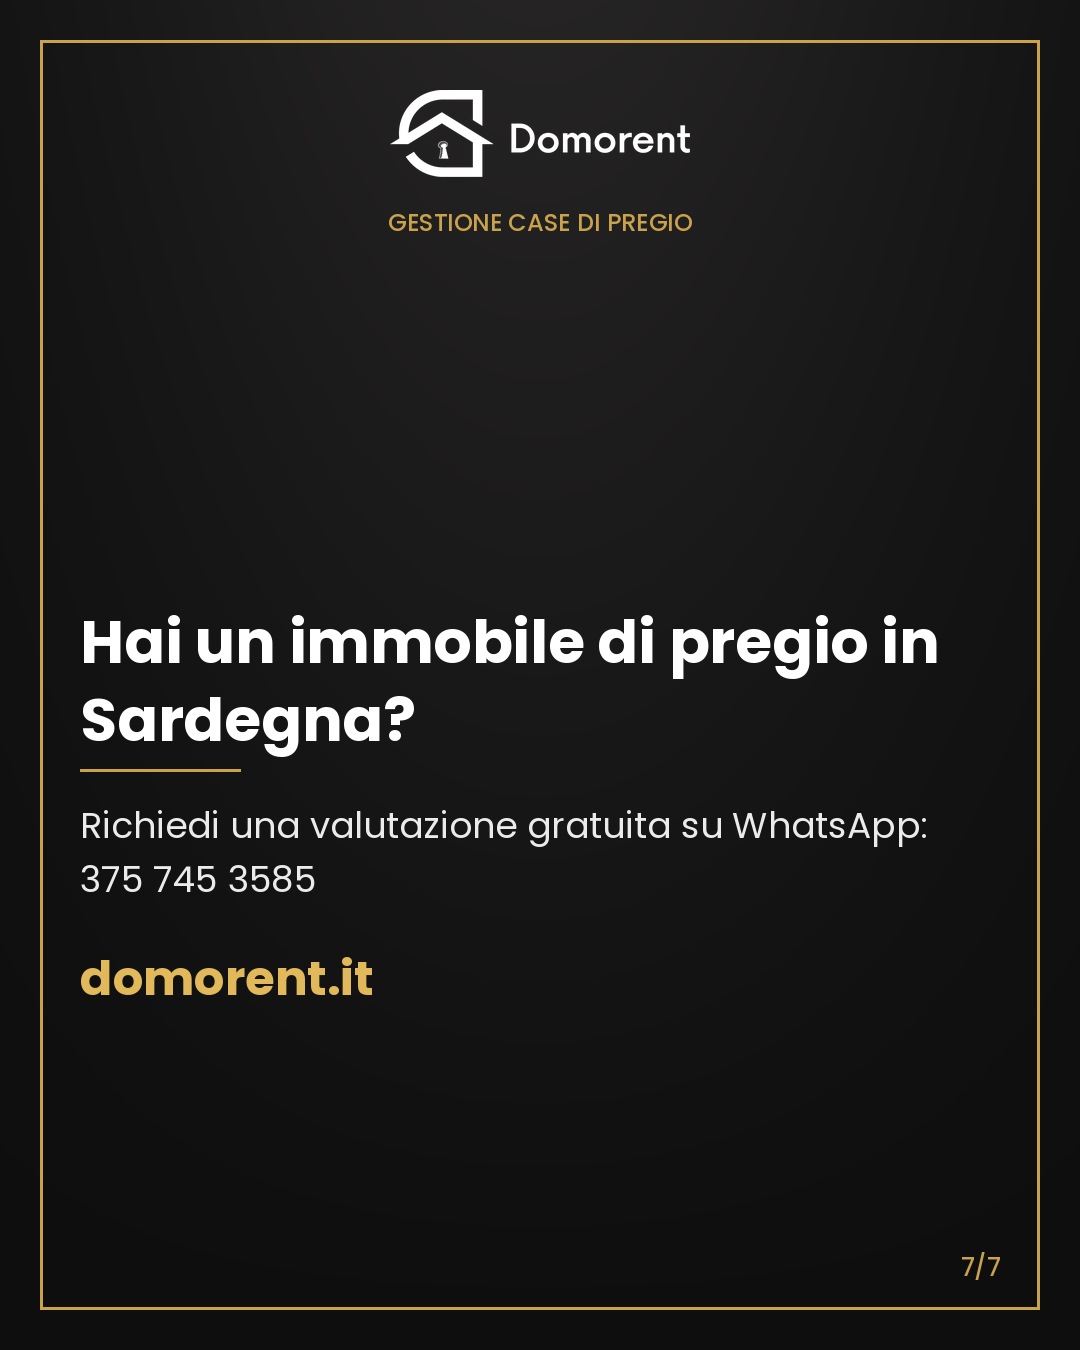 Domorent
GESTIONE CASE DI PREGIO
Hai un immobile di pregio in
Sardegna?
Richiedi una valutazione gratuita su WhatsApp:
375 745 3585
domorent.it
7/7